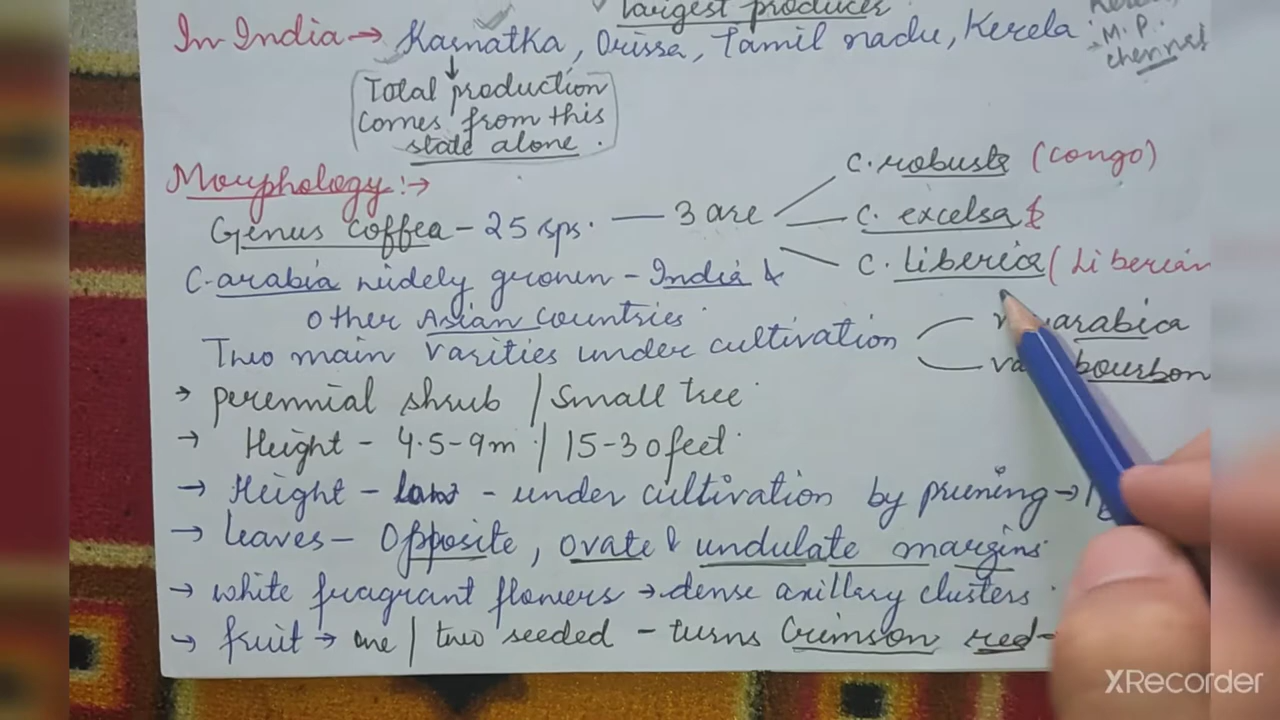 largest producer
In India → Karnatka, Orissa, Tamil nadu, Kerela
M.P.
chennai
Total production
comes from this
state alone.
Morphology :→
C. robusta (congo)
Genus coffea - 25 sps. — 3 are
C. excelsa
C. Liberia (Liberian
C. arabia widely grown - India &
other Asian countries.
Two main varities under cultivation
arabica
va bourbon
→ perennial shrub / Small tree
→ Height - 4.5-9m / 15-30 feet.
→ Height - low - under cultivation by pruning →
→ leaves - Opposite, ovate & undulate margins
→ white fragrant flowers → dense axillary clusters
→ fruit → one / two seeded - turns Crimson red -
XRecorder